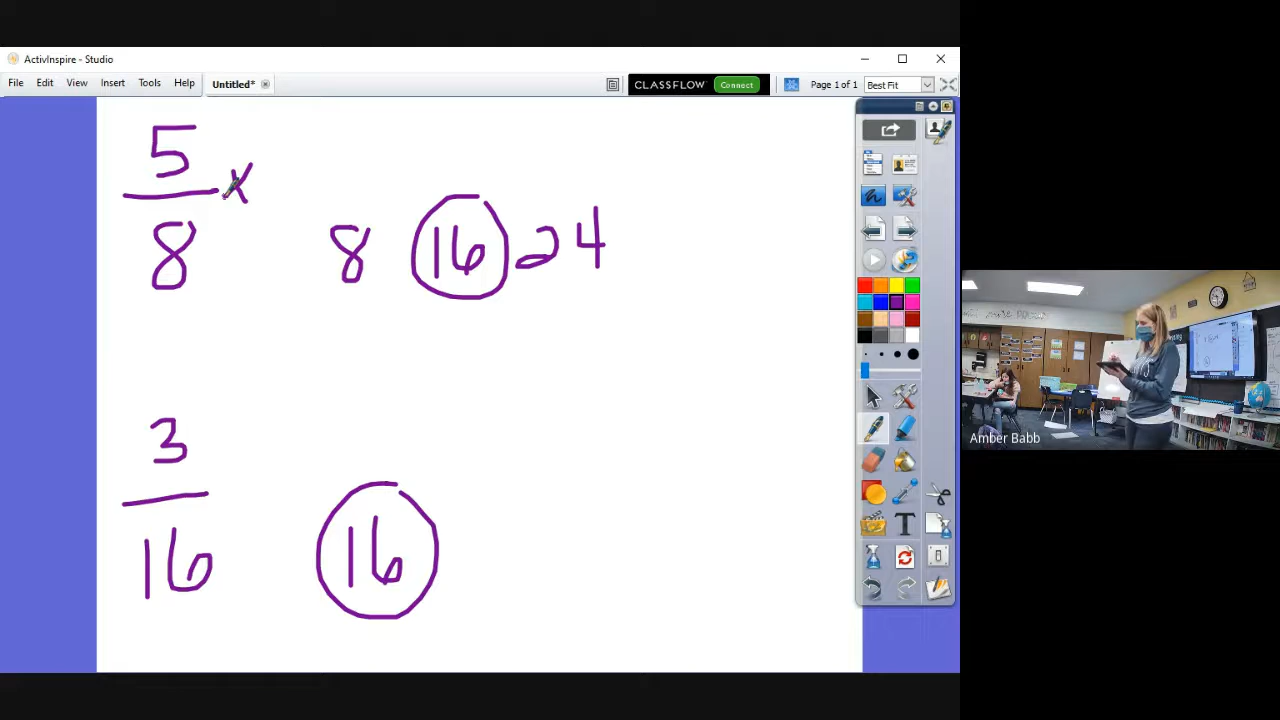 ActivInspire - Studio
File Edit View Insert Tools Help Untitled* CLASSFLOW Connect Page 1 of 1 Best Fit
5 x
8 8 16 24
3
16 16
T
Amber Babb